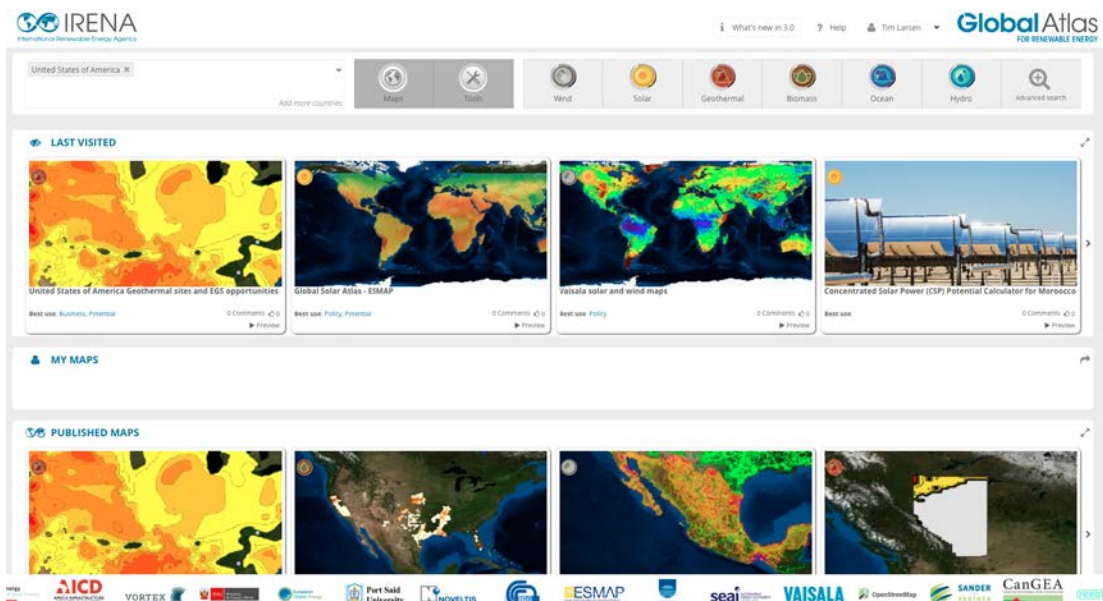 IRENA
International Renewable Energy Agency
What's new in 3.0
? Help
Tim Larsen
Global Atlas
FOR RENEWABLE ENERGY
United States of America ×
Add more countries
Maps
Tools
Wind
Solar
Geothermal
Biomass
Ocean
Hydro
Advanced search
LAST VISITED
United States of America Geothermal sites and EGS opportunities
Best use: Business, Potential
0 Comments 0
Preview
Global Solar Atlas - ESMAP
Best use: Policy, Potential
0 Comments 0
Preview
Vaisala solar and wind maps
Best use: Policy
0 Comments 0
Preview
Concentrated Solar Power (CSP) Potential Calculator for Moroocco
Best use:
0 Comments 0
Preview
MY MAPS
PUBLISHED MAPS
AICD
VORTEX
PERÚ
Port Said
University
NOVELTIS
ESMAP
seai
VAISALA
OpenStreetMap
SANDER
PARTNER
CanGEA